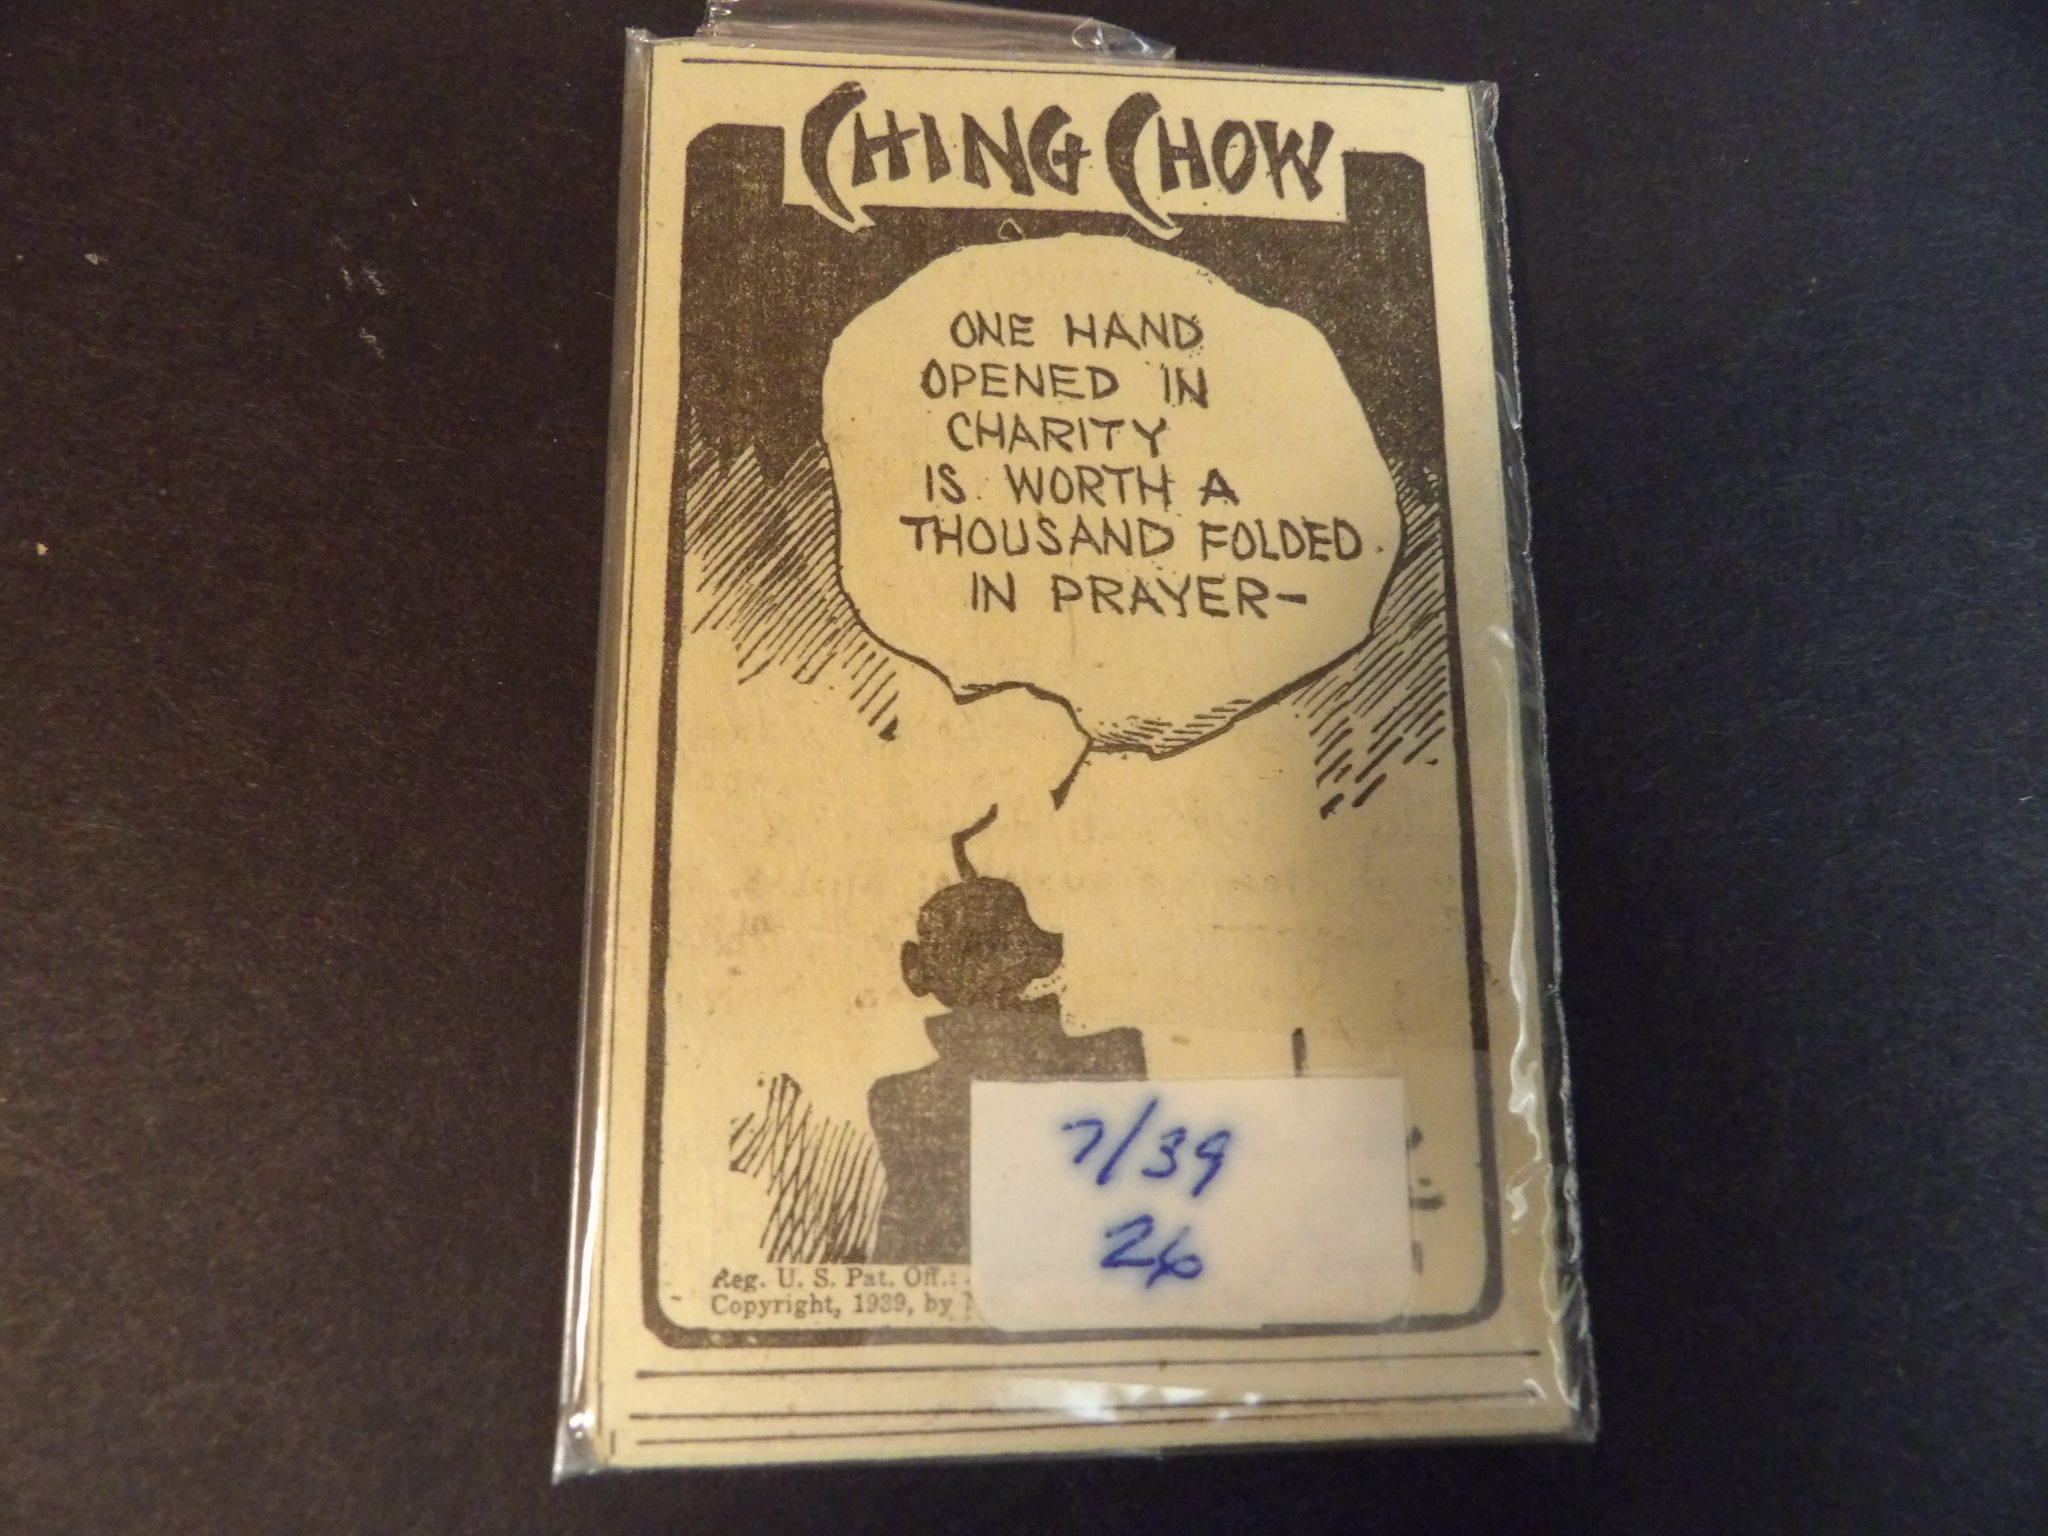 CHING CHOW
ONE HAND
OPENED IN
CHARITY
IS WORTH A
THOUSAND FOLDED
IN PRAYER-
7/39
26
Reg. U. S. Pat. Off.:
Copyright, 1939, by